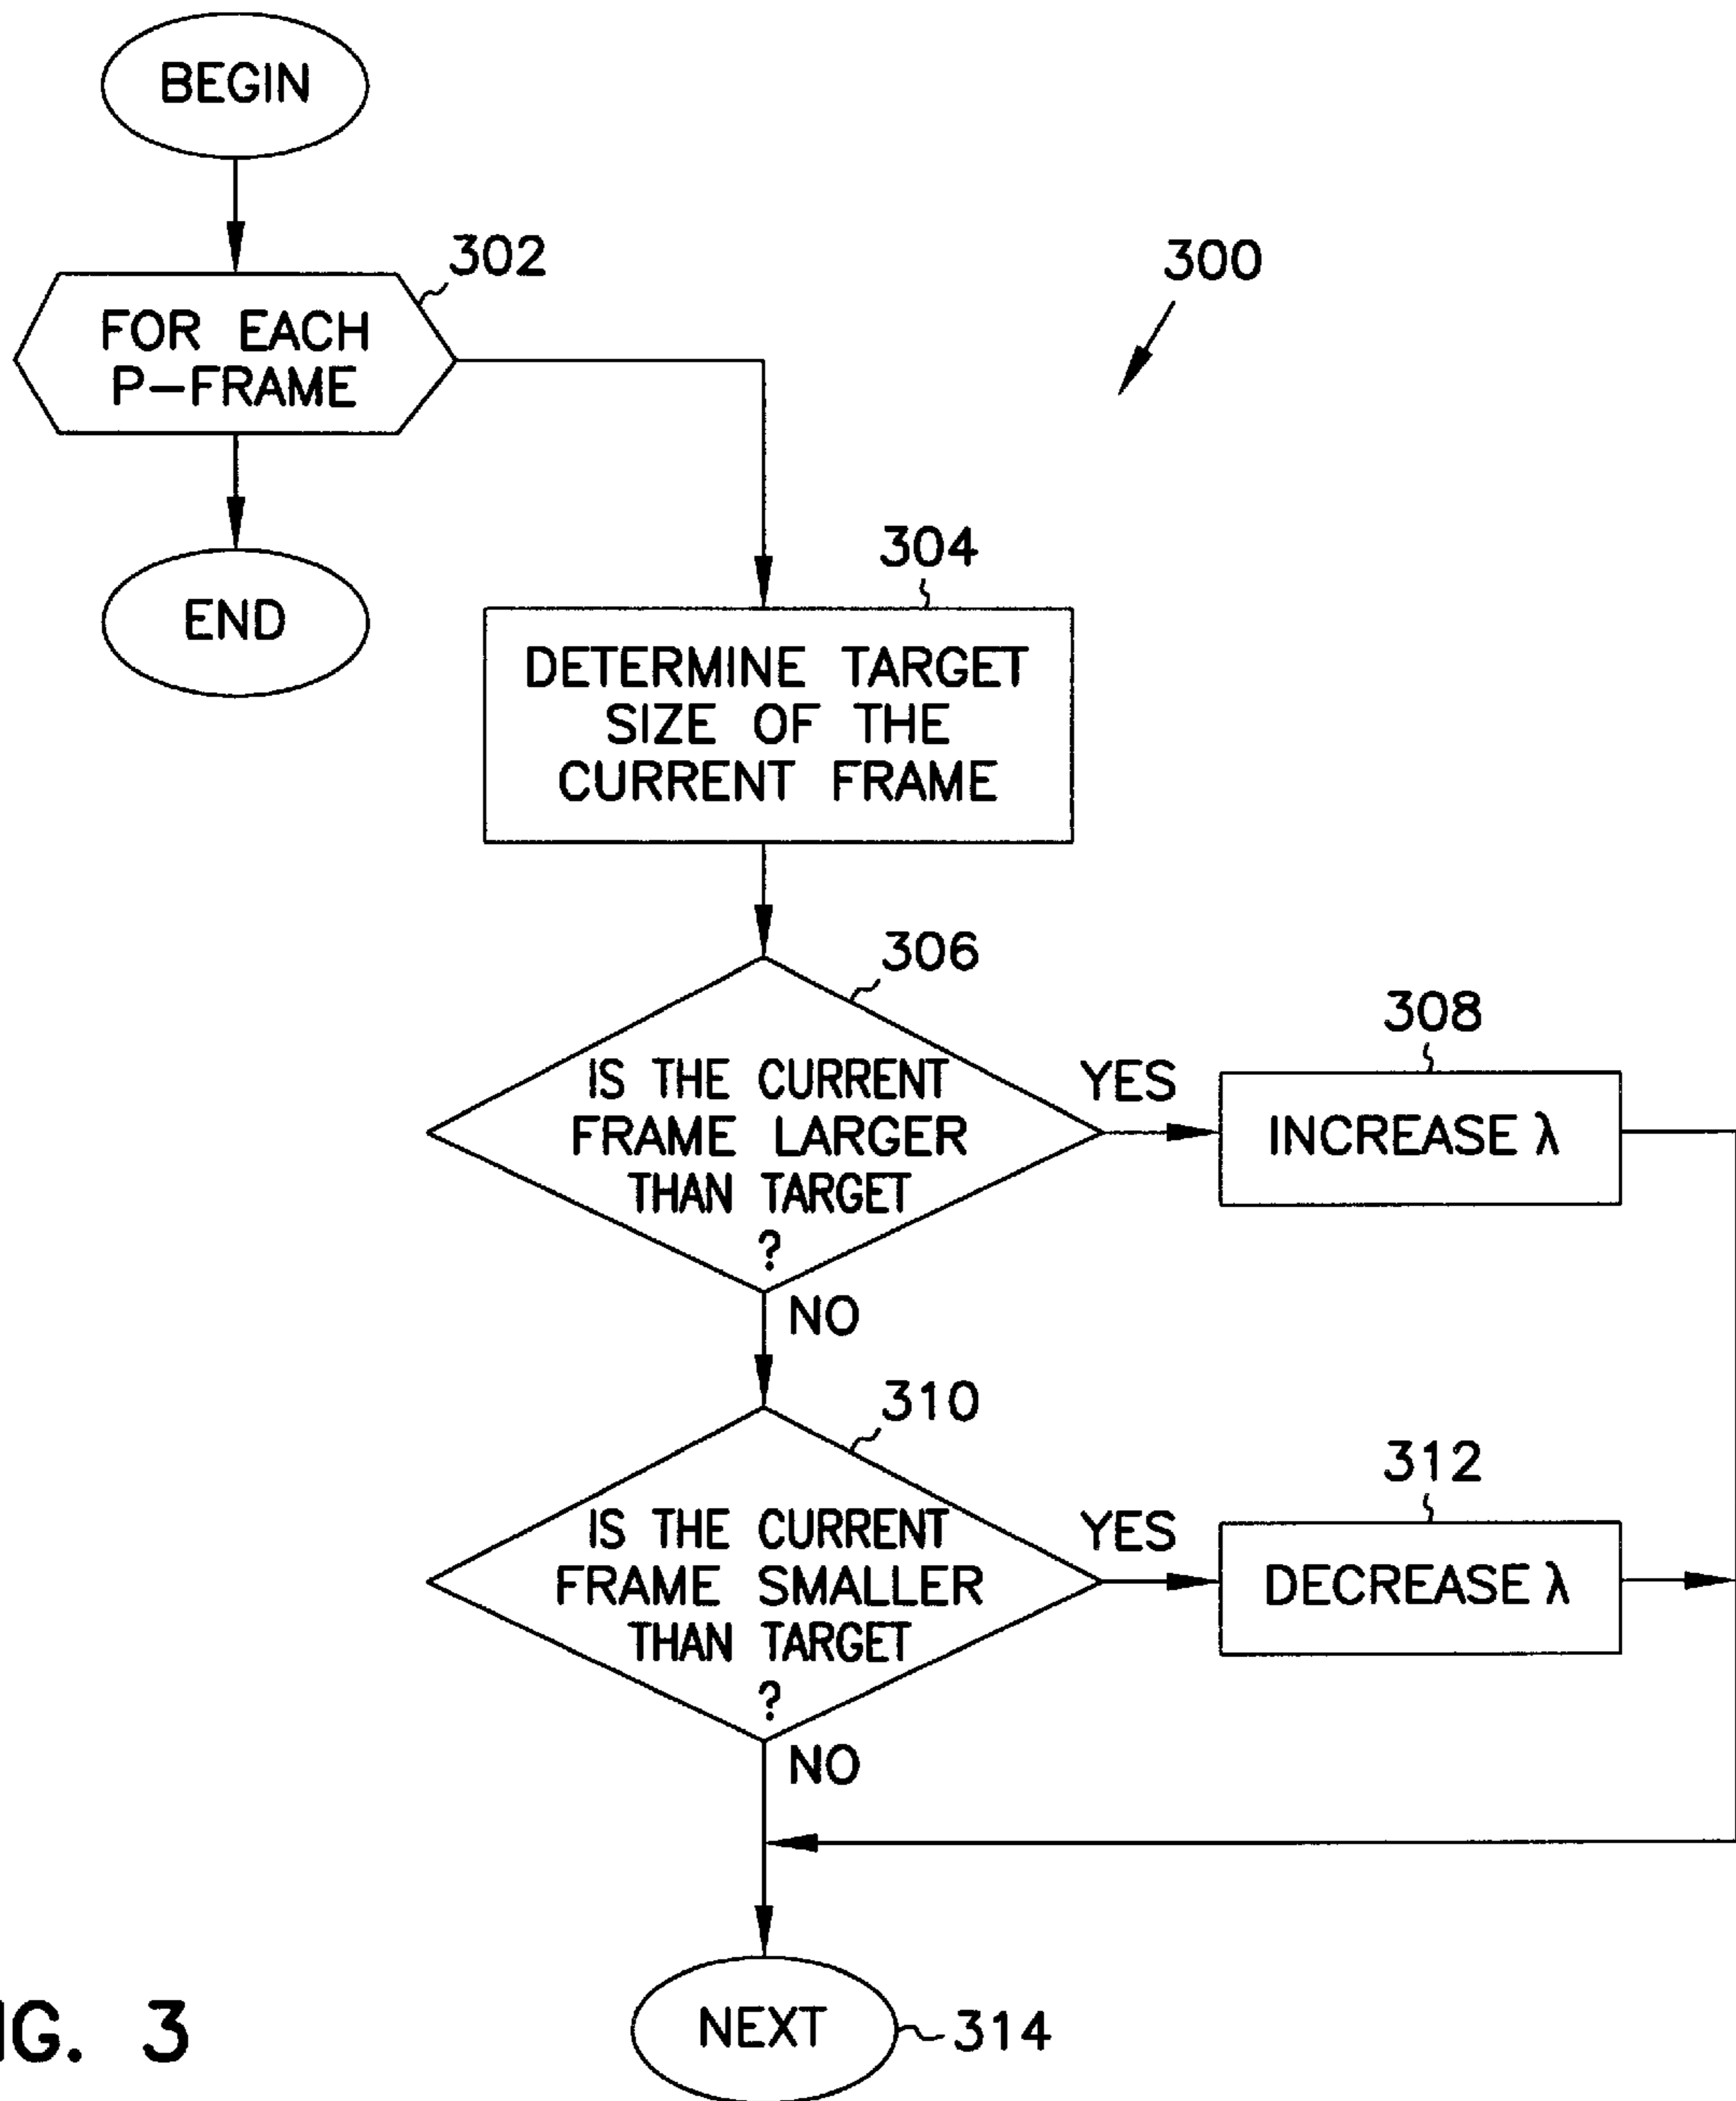 BEGIN
302
FOR EACH
P-FRAME
300
END
304
DETERMINE TARGET
SIZE OF THE
CURRENT FRAME
306
IS THE CURRENT
FRAME LARGER
THAN TARGET
?
YES
308
INCREASE λ
NO
310
IS THE CURRENT
FRAME SMALLER
THAN TARGET
?
YES
312
DECREASE λ
NO
NEXT
314
G. 3